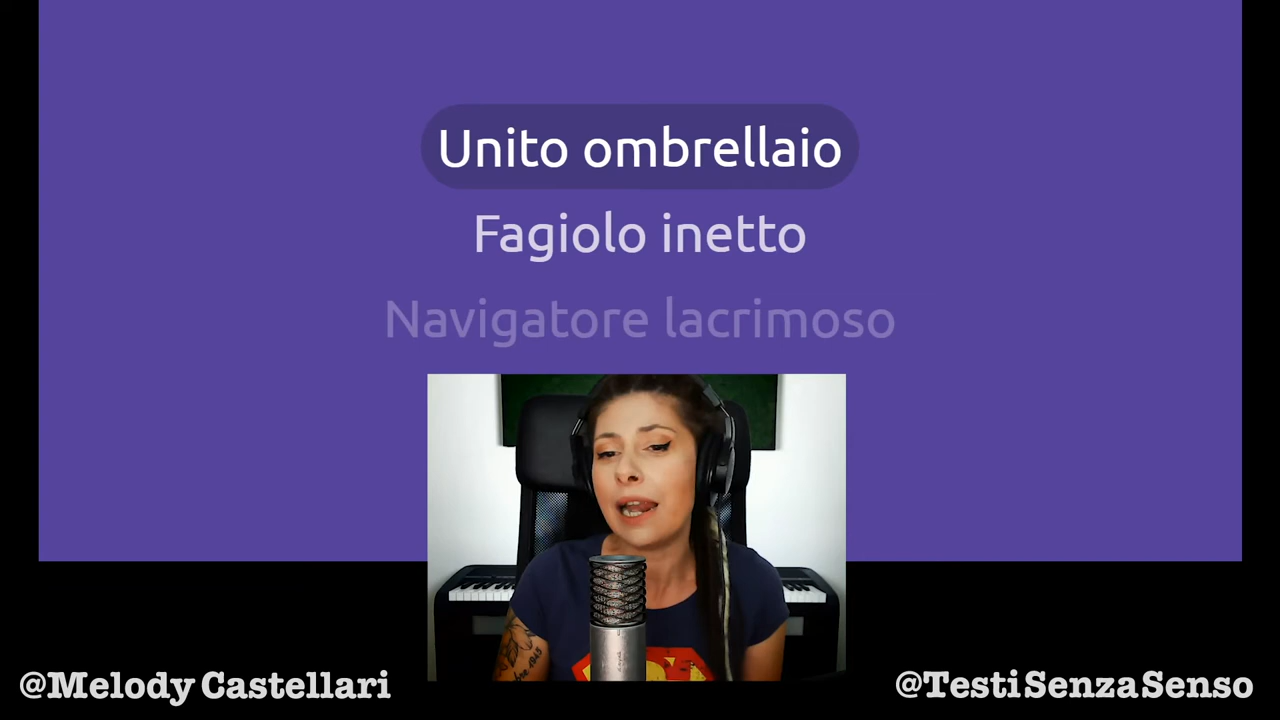 Unito ombrellaio
Fagiolo inetto
Navigatore lacrimoso
@Melody Castellari
@TestiSenzaSenso